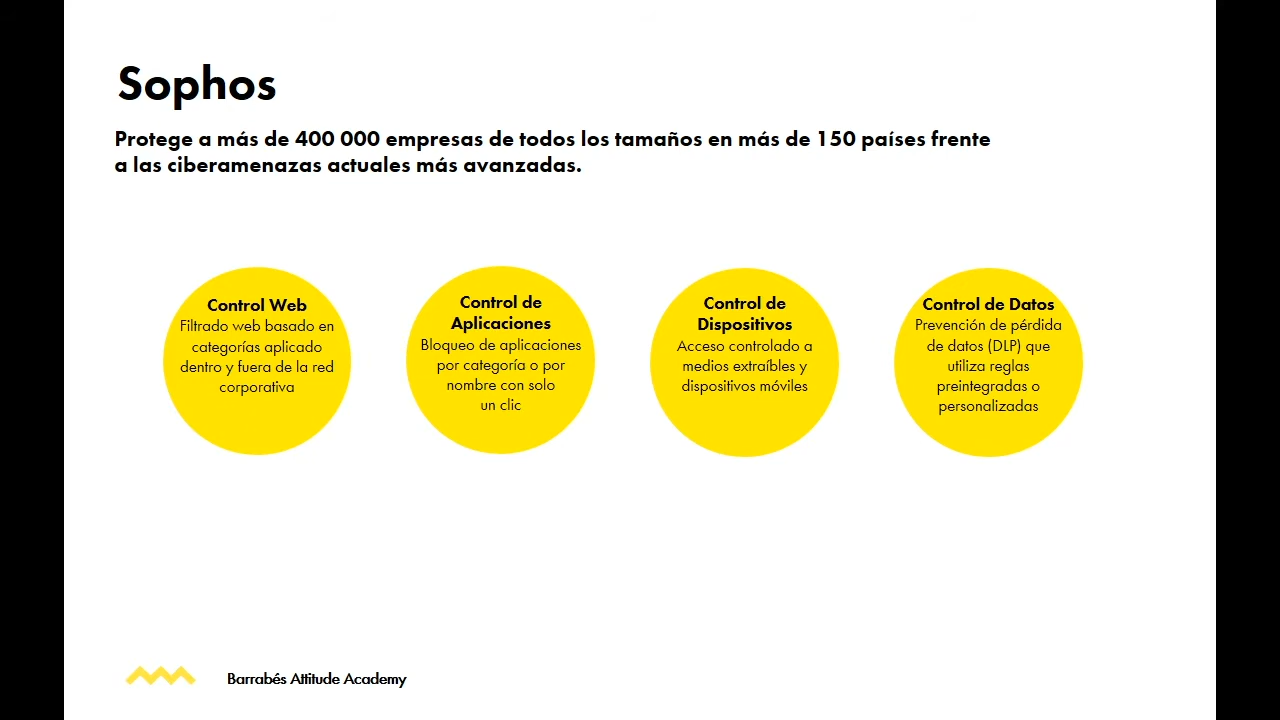 Sophos
Protege a más de 400 000 empresas de todos los tamaños en más de 150 países frente
a las ciberamenazas actuales más avanzadas.
Control Web
Filtrado web basado en
categorías aplicado
dentro y fuera de la red
corporativa
Control de
Aplicaciones
Bloqueo de aplicaciones
por categoría o por
nombre con solo
un clic
Control de
Dispositivos
Acceso controlado a
medios extraíbles y
dispositivos móviles
Control de Datos
Prevención de pérdida
de datos (DLP) que
utiliza reglas
preintegradas o
personalizadas
Barrabés Attitude Academy